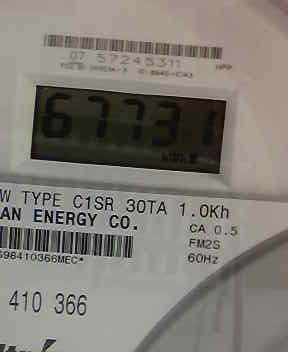 07 57245311
67731
W TYPE C1SR 30TA 1.0Kh
AN ENERGY CO.
CA 0.5
FM2S
60Hz
598410366MEC*
410 366